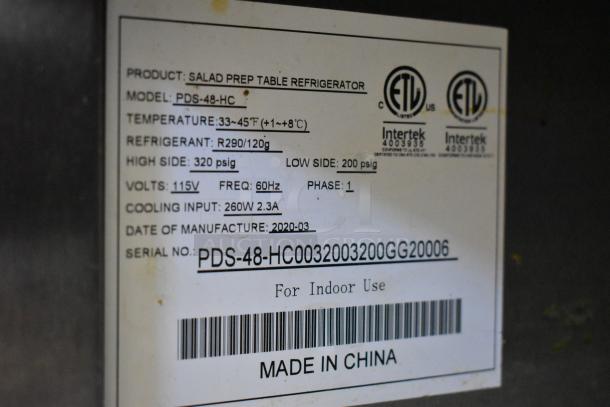 PRODUCT: SALAD PREP TABLE REFRIGERATOR
MODEL: PDS-48-HC
TEMPERATURE: 33~45°F (+1~+8℃)
REFRIGERANT: R290/120g
HIGH SIDE: 320 psig LOW SIDE: 200 psig
VOLTS: 115V FREQ: 60Hz PHASE: 1
COOLING INPUT: 260W 2.3A
DATE OF MANUFACTURE: 2020-03
SERIAL NO.: PDS-48-HC0032003200GG20006
For Indoor Use
MADE IN CHINA
C ETL US
LISTED
Intertek
4003935
ETL
Intertek
4003935